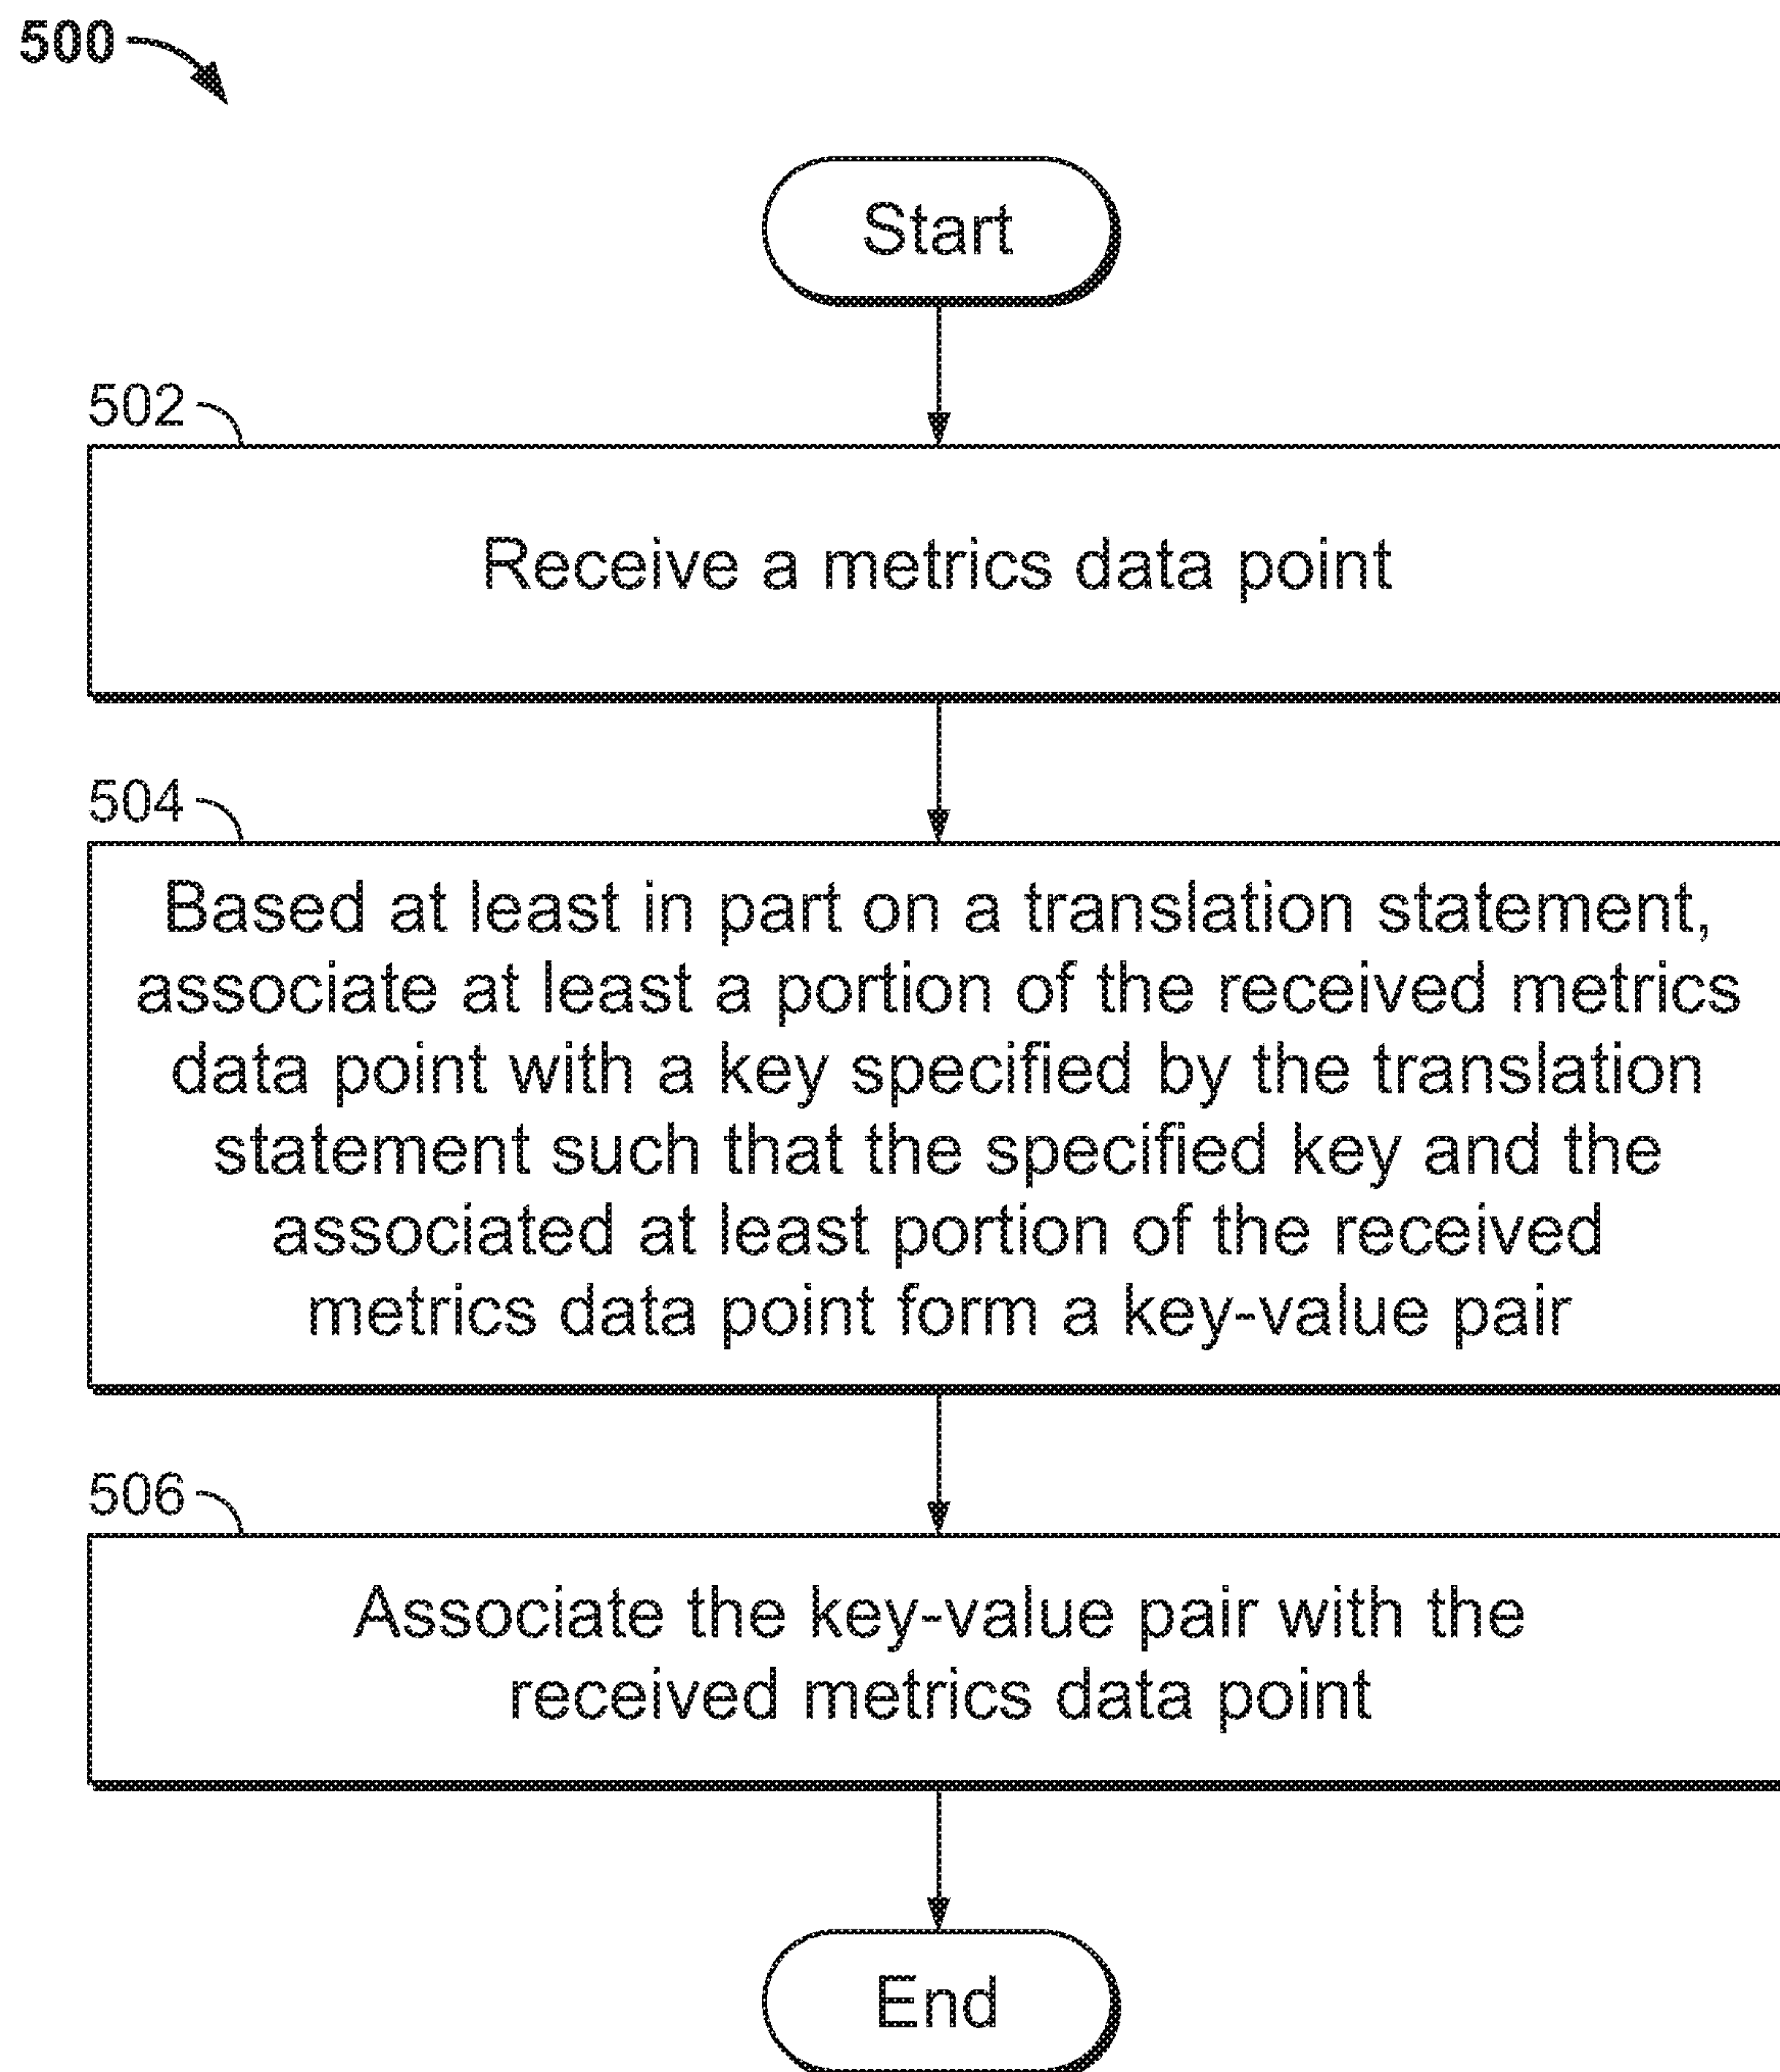 500
Start
502
Receive a metrics data point
504
Based at least in part on a translation statement,
associate at least a portion of the received metrics
data point with a key specified by the translation
statement such that the specified key and the
associated at least portion of the received
metrics data point form a key-value pair
506
Associate the key-value pair with the
received metrics data point
End